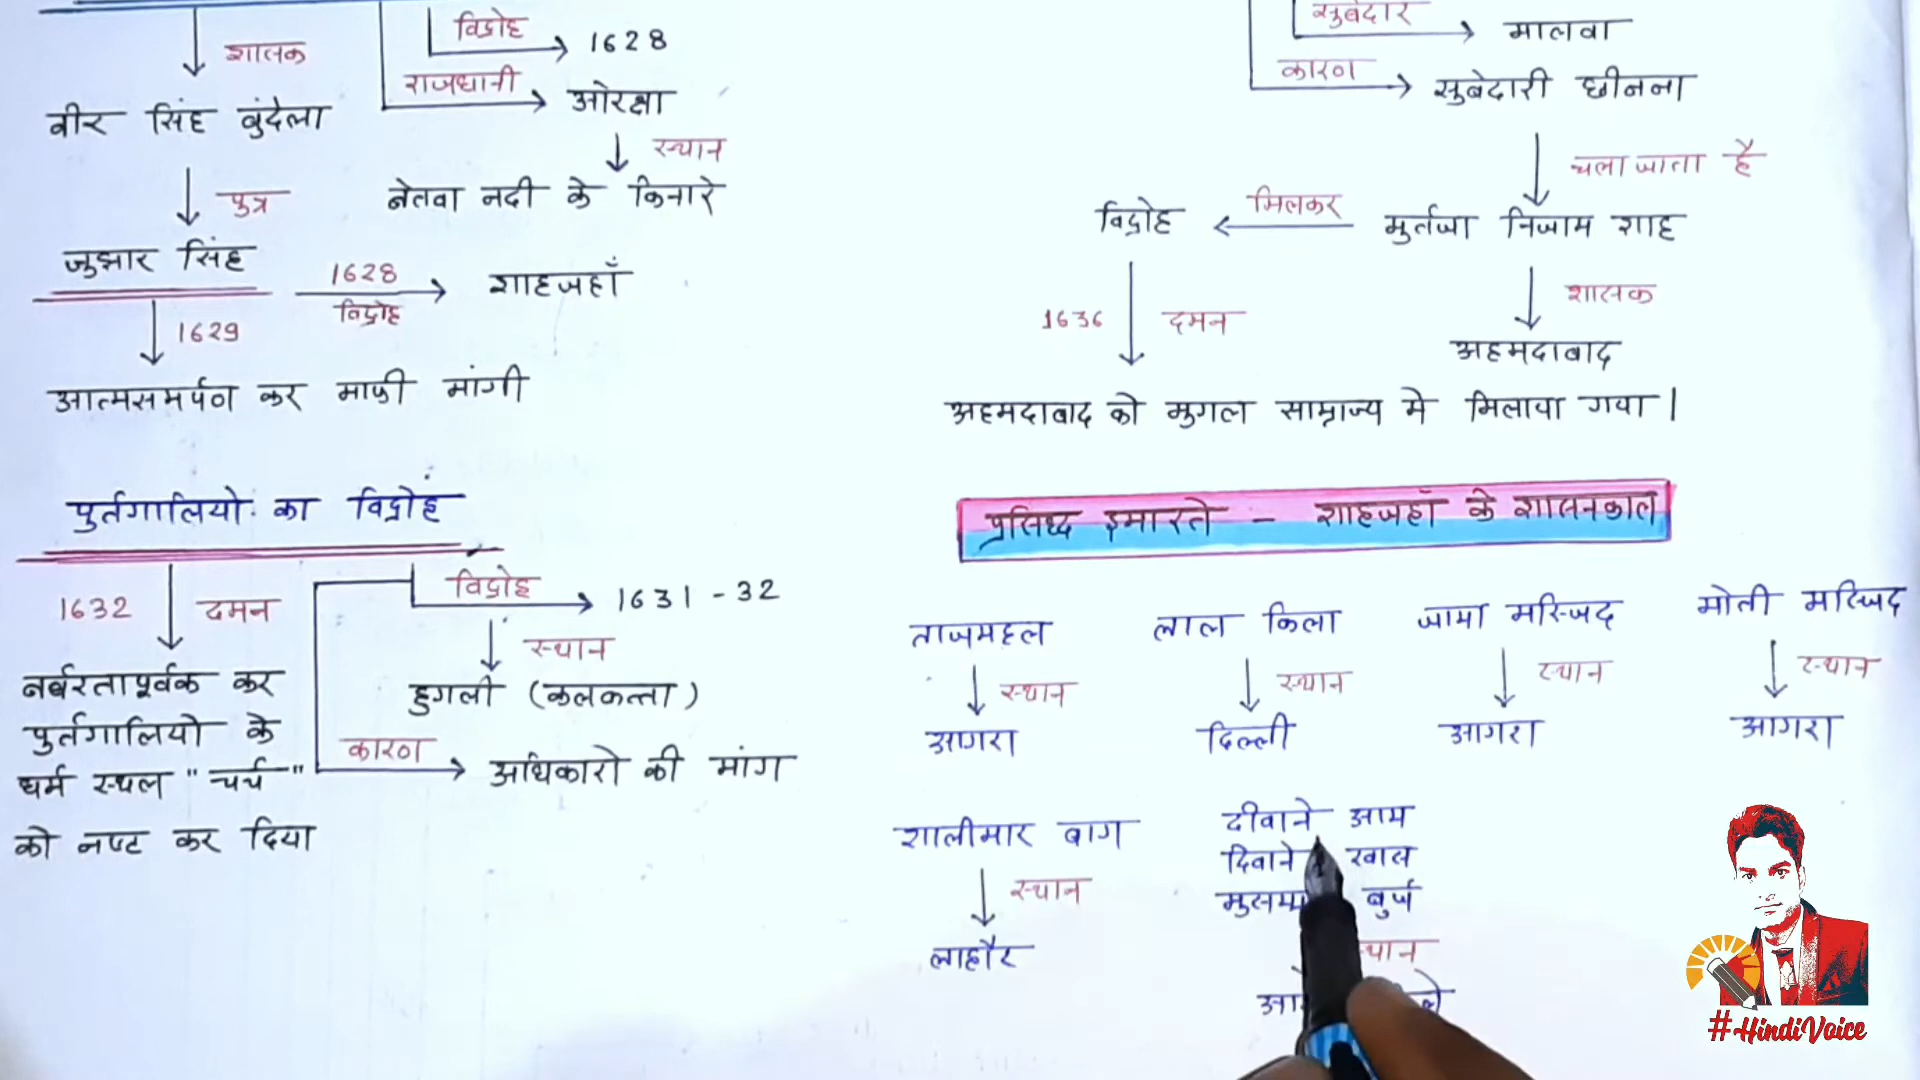 शासक
विद्रोह
1628
राजधानी
ओरक्षा
वीर सिंह बुंदेला
स्थान
पुत्र
बेतवा नदी के किनारे
जुझार सिंह
1628
विद्रोह
शाहजहाँ
1629
आत्मसमर्पण कर माफी मांगी
सुबेदार
मालवा
कारण
सुबेदारी छीनना
चला जाता है
विद्रोह
मिलकर
मुर्तजा निजाम शाह
1636
दमन
शासक
अहमदाबाद
अहमदाबाद को मुगल साम्राज्य मे मिलाया गया।
पुर्तगालियो का विद्रोह
1632
दमन
विद्रोह
1631-32
स्थान
हुगली (कलकत्ता)
बर्बरतापूर्वक कर
पुर्तगालियो के
धर्म स्थल "चर्च"
को नष्ट कर दिया
कारण
अधिकारो की मांग
प्रसिध्द इमारते - शाहजहाँ के शासनकाल
ताजमहल
लाल किला
जामा मस्जिद
मोती मस्जिद
स्थान
स्थान
स्थान
स्थान
आगरा
दिल्ली
आगरा
आगरा
शालीमार बाग
स्थान
लाहौर
दीवाने आम
दिवाने खास
बुर्ज
#HindiVoice